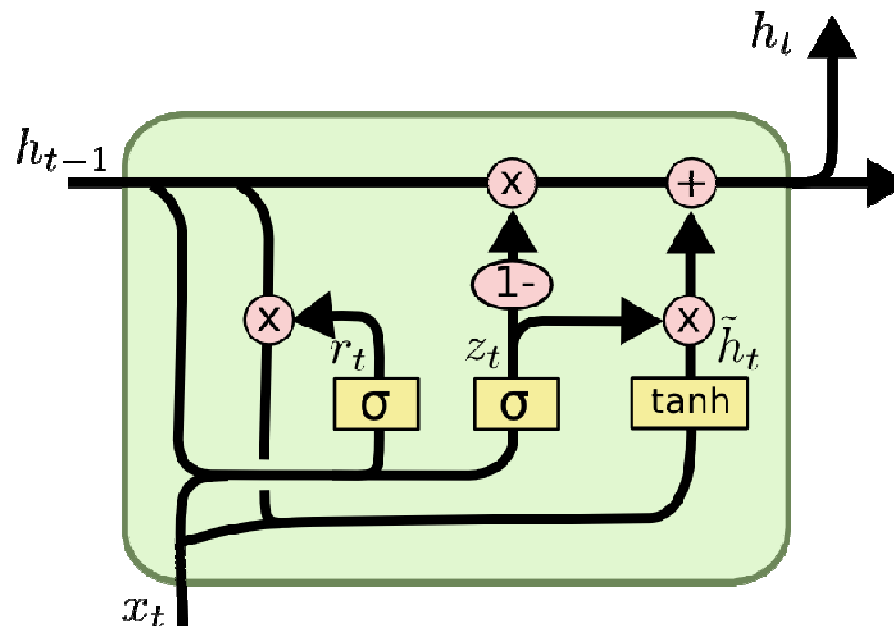 h_t
h_{t-1}
x +
1-
x x
r_t z_t h̃_t
σ σ tanh
x_t